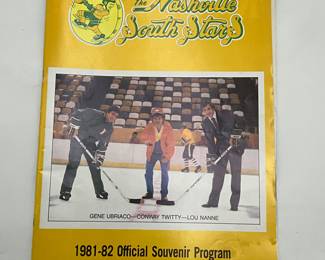 the Nashville
South Stars
GENE UBRIACO—CONWAY TWITTY—LOU NANNE
1981-82 Official Souvenir Program